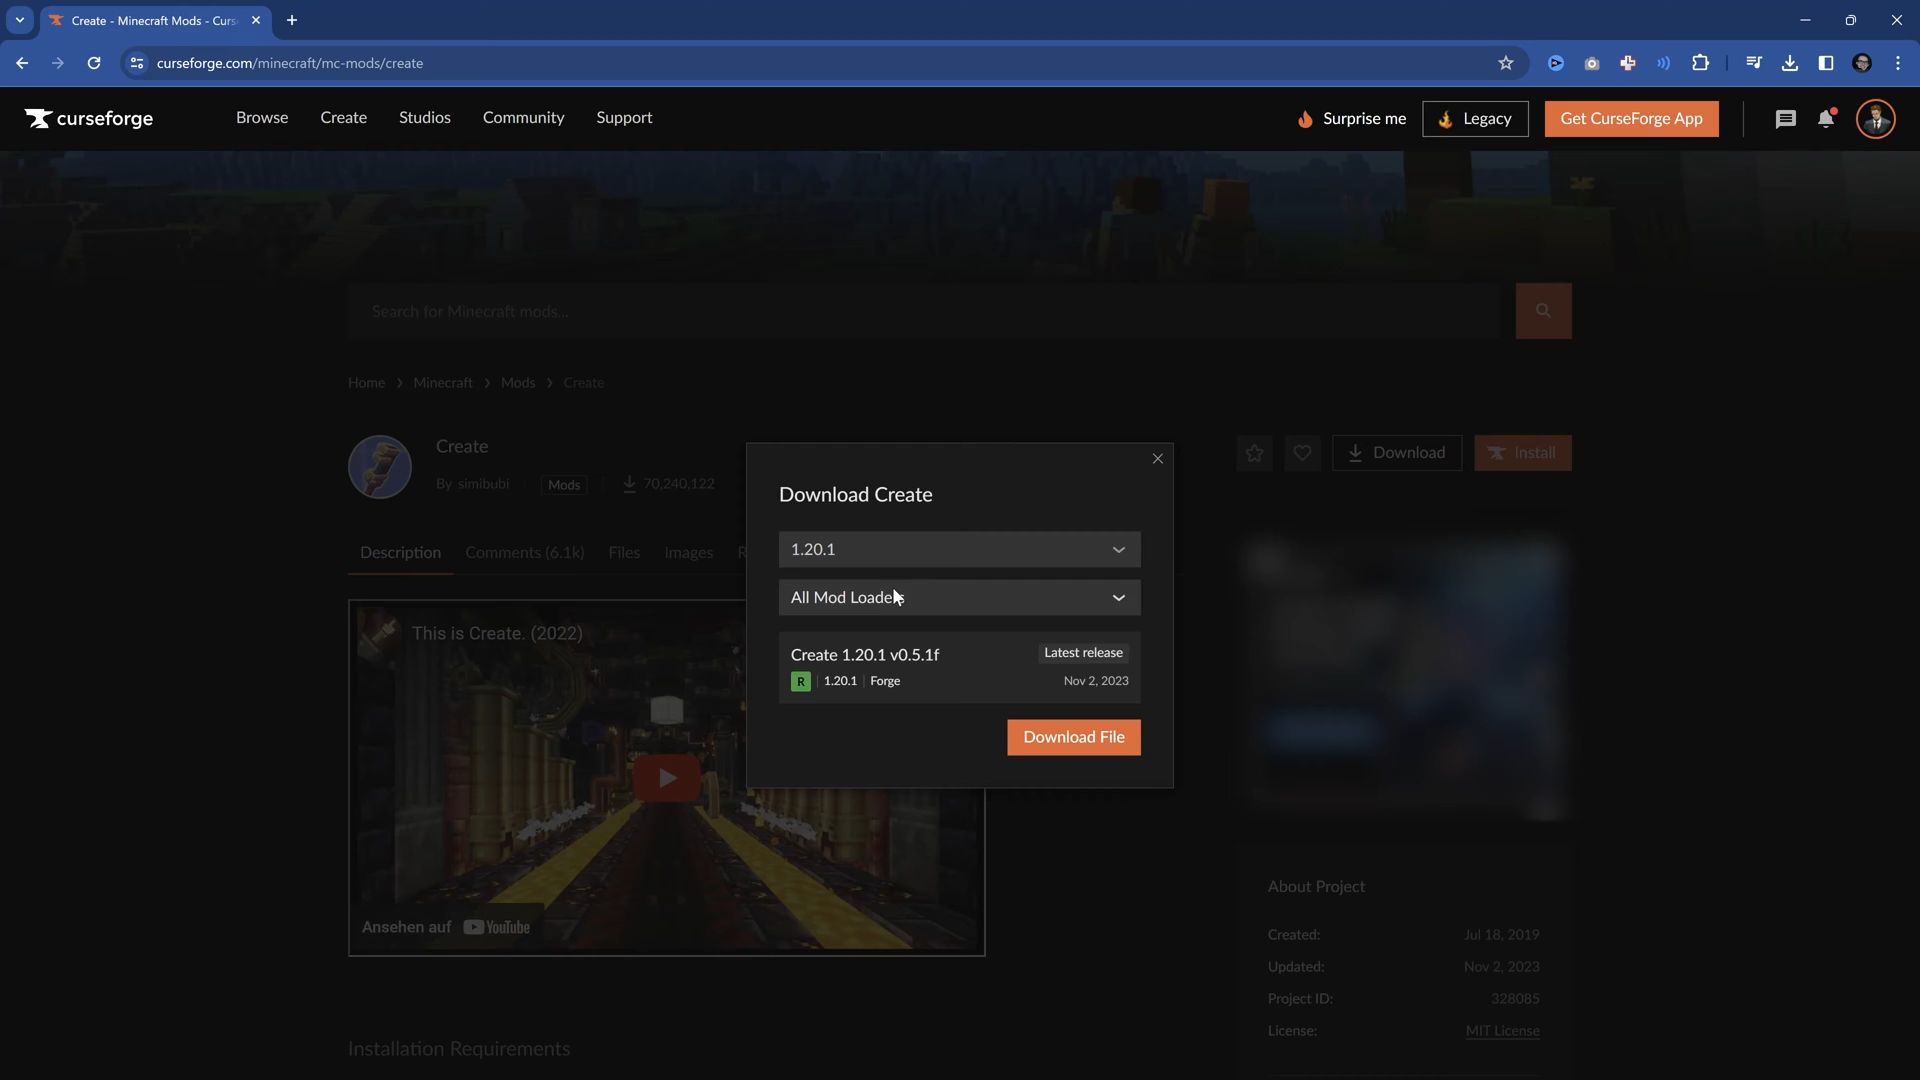 Create - Minecraft Mods - Curs
curseforge.com/minecraft/mc-mods/create
curseforge
Browse
Create
Studios
Community
Support
Surprise me
Legacy
Get CurseForge App
Search for Minecraft mods...
Home
Minecraft
Mods
Create
Create
By simibubi
Mods
70,240,122
Download
Install
Description
Comments (6.1k)
Files
Images
R
This is Create. (2022)
Ansehen auf YouTube
Download Create
1.20.1
All Mod Loaders
Create 1.20.1 v0.5.1f
Latest release
R
1.20.1
Forge
Nov 2, 2023
Download File
About Project
Created: Jul 18, 2019
Updated: Nov 2, 2023
Project ID: 328085
License: MIT License
Installation Requirements